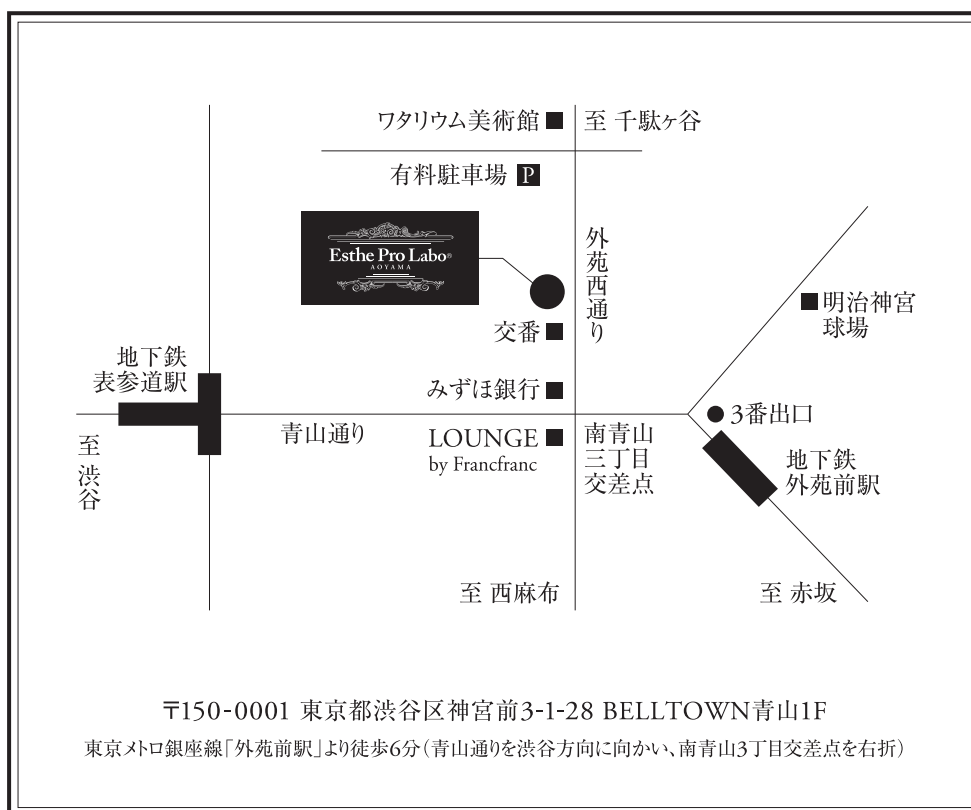 ワタリウム美術館
至 千駄ヶ谷
有料駐車場 P
Esthe Pro Labo®
AOYAMA
外苑西通り
明治神宮
球場
交番
地下鉄
表参道駅
みずほ銀行
3番出口
至 渋谷
青山通り
LOUNGE
by Francfranc
南青山
三丁目
交差点
地下鉄
外苑前駅
至 西麻布
至 赤坂
〒150-0001 東京都渋谷区神宮前3-1-28 BELLTOWN青山1F
東京メトロ銀座線「外苑前駅」より徒歩6分(青山通りを渋谷方向に向かい、南青山3丁目交差点を右折)